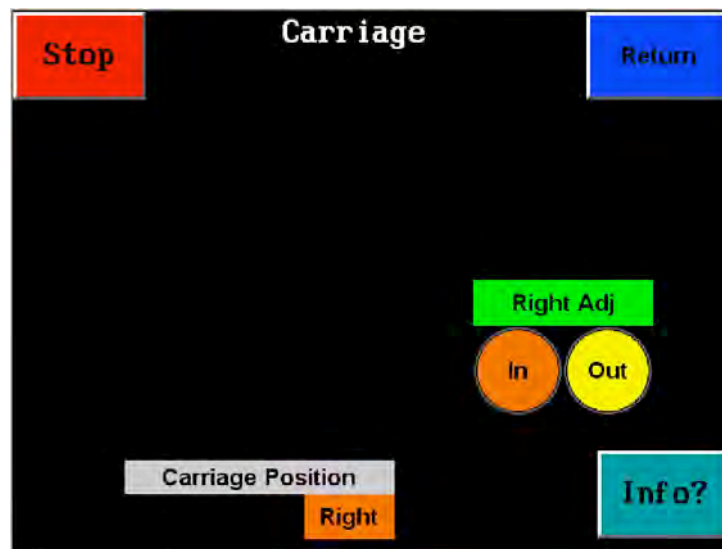 Carriage
Stop
Return
Right Adj
In
Out
Carriage Position
Right
Info?